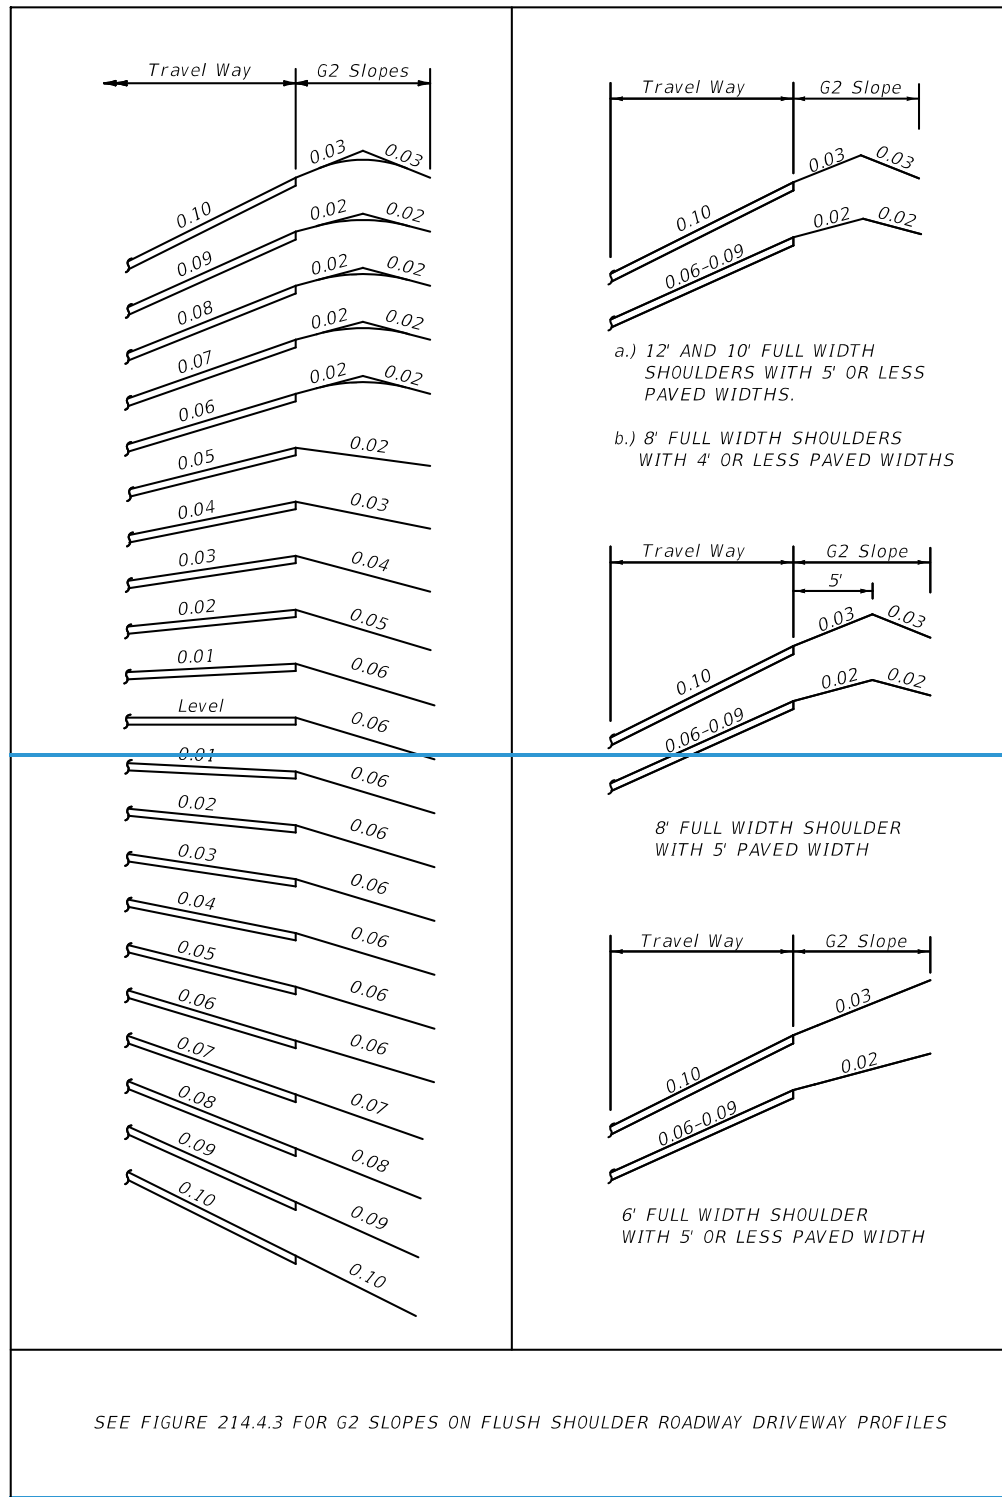 Travel Way G2 Slopes
0.03 0.03
0.10
0.02 0.02
0.09
0.02 0.02
0.08
0.02 0.02
0.07
0.02 0.02
0.06
0.02
0.05
0.03
0.04
0.03 0.04
0.02 0.05
0.01 0.06
Level 0.06
0.01 0.06
0.02 0.06
0.03 0.06
0.04 0.06
0.05 0.06
0.06 0.06
0.07 0.07
0.08 0.08
0.09 0.09
0.10 0.10
Travel Way G2 Slope
0.03 0.03
0.10
0.02 0.02
0.06-0.09
a.) 12' AND 10' FULL WIDTH
SHOULDERS WITH 5' OR LESS
PAVED WIDTHS.
b.) 8' FULL WIDTH SHOULDERS
WITH 4' OR LESS PAVED WIDTHS
Travel Way G2 Slope
5'
0.03 0.03
0.10
0.02 0.02
0.06-0.09
8' FULL WIDTH SHOULDER
WITH 5' PAVED WIDTH
Travel Way G2 Slope
0.03
0.10
0.02
0.06-0.09
6' FULL WIDTH SHOULDER
WITH 5' OR LESS PAVED WIDTH
SEE FIGURE 214.4.3 FOR G2 SLOPES ON FLUSH SHOULDER ROADWAY DRIVEWAY PROFILES